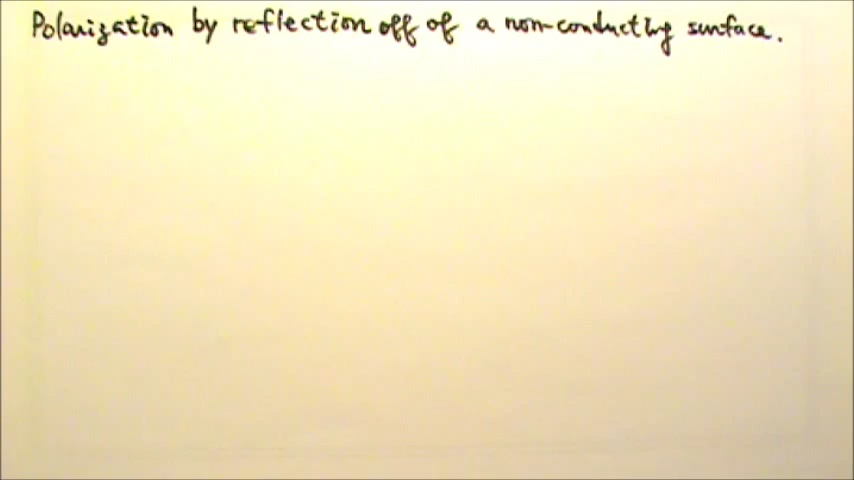 Polarization by reflection off of a non-conducting surface.